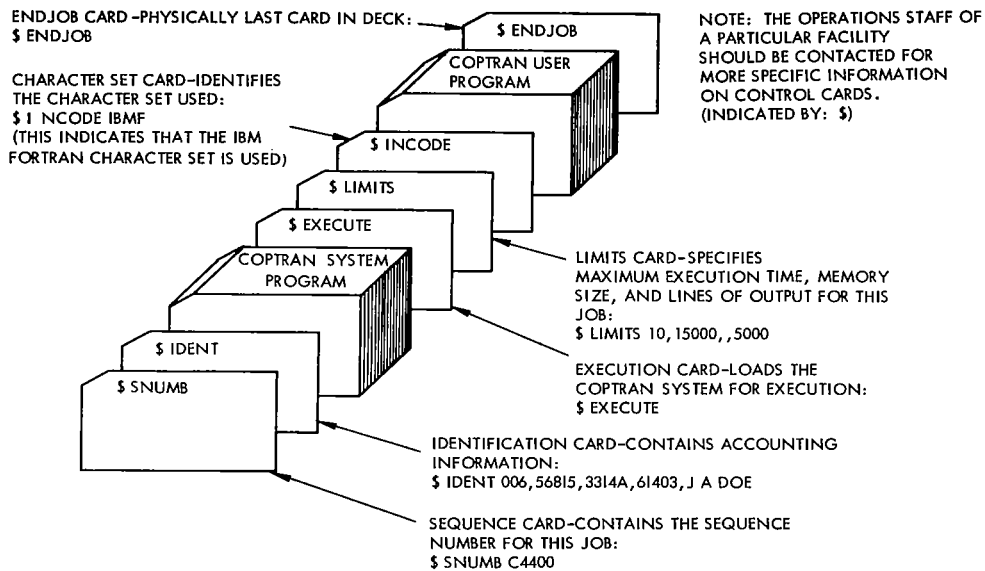 ENDJOB CARD-PHYSICALLY LAST CARD IN DECK:
$ ENDJOB
CHARACTER SET CARD-IDENTIFIES
THE CHARACTER SET USED:
$ 1 NCODE IBMF
(THIS INDICATES THAT THE IBM
FORTRAN CHARACTER SET IS USED)
NOTE: THE OPERATIONS STAFF OF
A PARTICULAR FACILITY
SHOULD BE CONTACTED FOR
MORE SPECIFIC INFORMATION
ON CONTROL CARDS.
(INDICATED BY: $)
$ ENDJOB
COPTRAN USER
PROGRAM
$ INCODE
$ LIMITS
$ EXECUTE
COPTRAN SYSTEM
PROGRAM
$ IDENT
$ SNUMB
LIMITS CARD-SPECIFIES
MAXIMUM EXECUTION TIME, MEMORY
SIZE, AND LINES OF OUTPUT FOR THIS
JOB:
$ LIMITS 10,15000,,5000
EXECUTION CARD-LOADS THE
COPTRAN SYSTEM FOR EXECUTION:
$ EXECUTE
IDENTIFICATION CARD-CONTAINS ACCOUNTING
INFORMATION:
$ IDENT 006,56815,3314A,61403,J A DOE
SEQUENCE CARD-CONTAINS THE SEQUENCE
NUMBER FOR THIS JOB:
$ SNUMB C4400